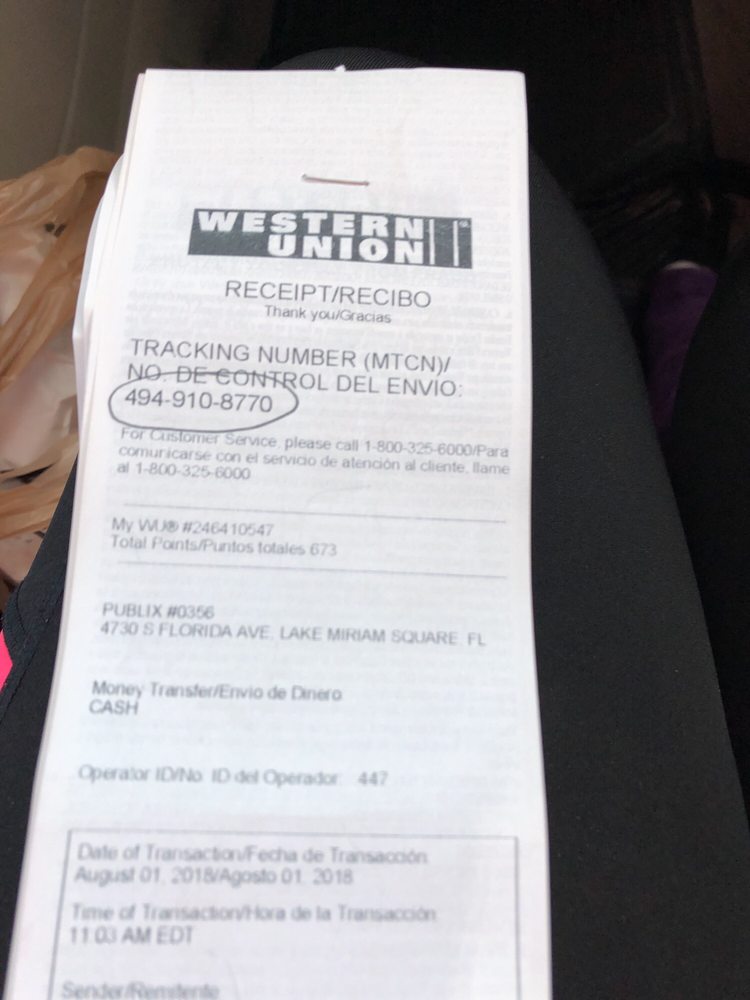 WESTERN
UNION
RECEIPT/RECIBO
Thank you/Gracias
TRACKING NUMBER (MTCN)/
NO. DE CONTROL DEL ENVIO:
494-910-8770
For Customer Service, please call 1-800-325-6000/Para
comunicarse con el servicio de atención al cliente, llame
al 1-800-325-6000
My WU® #246410547
Total Points/Puntos totales 673
PUBLIX #0356
4730 S FLORIDA AVE, LAKE MIRIAM SQUARE, FL
Money Transfer/Envio de Dinero
CASH
Operator ID/No. ID del Operador: 447
Date of Transaction/Fecha de Transacción:
August 01, 2018/Agosto 01, 2018
Time of Transaction/Hora de la Transacción:
11:03 AM EDT
Sender/Remitente